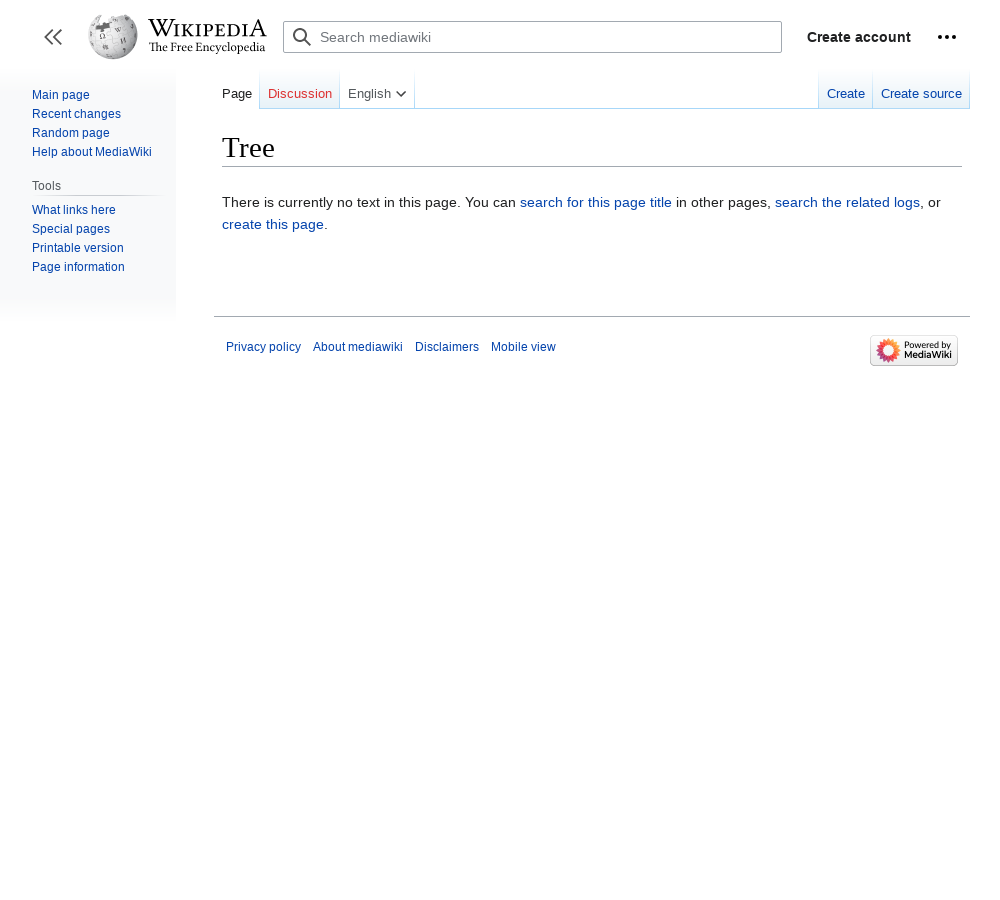 WIKIPEDIA
The Free Encyclopedia
Search mediawiki
Create account
Main page
Recent changes
Random page
Help about MediaWiki
Tools
What links here
Special pages
Printable version
Page information
Page
Discussion
English
Create
Create source
Tree
There is currently no text in this page. You can search for this page title in other pages, search the related logs, or
create this page.
Privacy policy
About mediawiki
Disclaimers
Mobile view
Powered by
MediaWiki